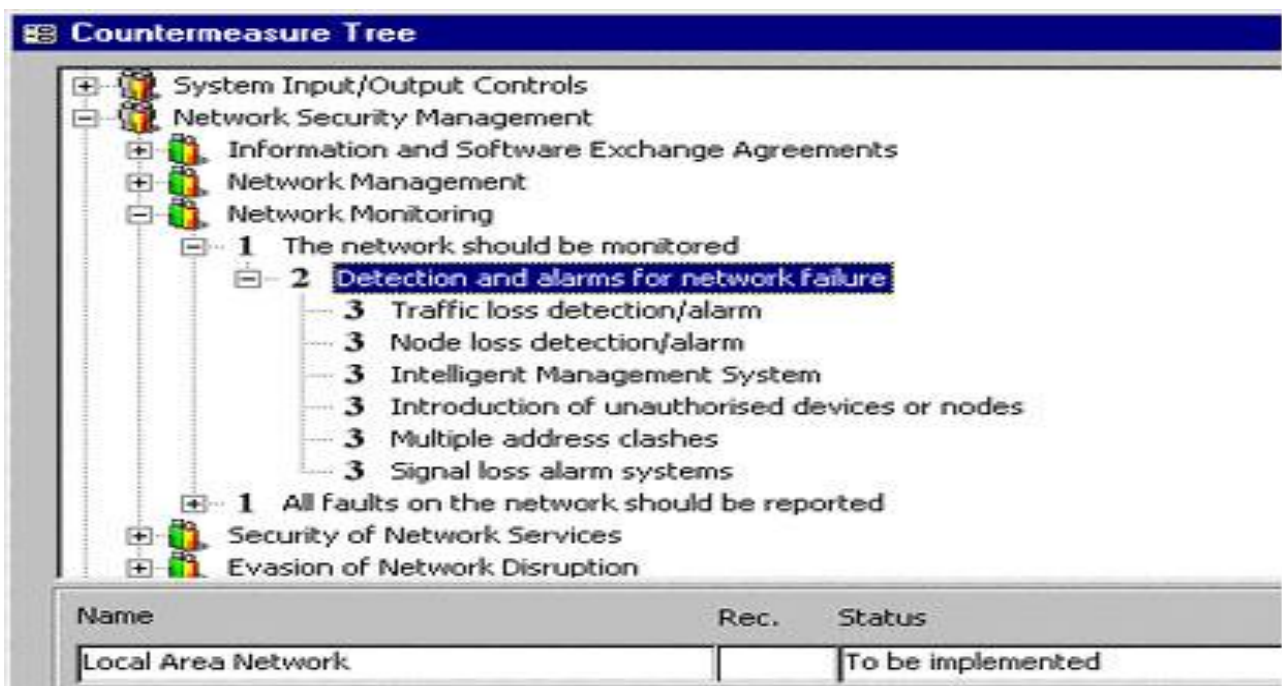 Countermeasure Tree
System Input/Output Controls
Network Security Management
Information and Software Exchange Agreements
Network Management
Network Monitoring
1 The network should be monitored
2 Detection and alarms for network failure
3 Traffic loss detection/alarm
3 Node loss detection/alarm
3 Intelligent Management System
3 Introduction of unauthorised devices or nodes
3 Multiple address clashes
3 Signal loss alarm systems
1 All faults on the network should be reported
Security of Network Services
Evasion of Network Disruption
Name Rec. Status
Local Area Network To be implemented